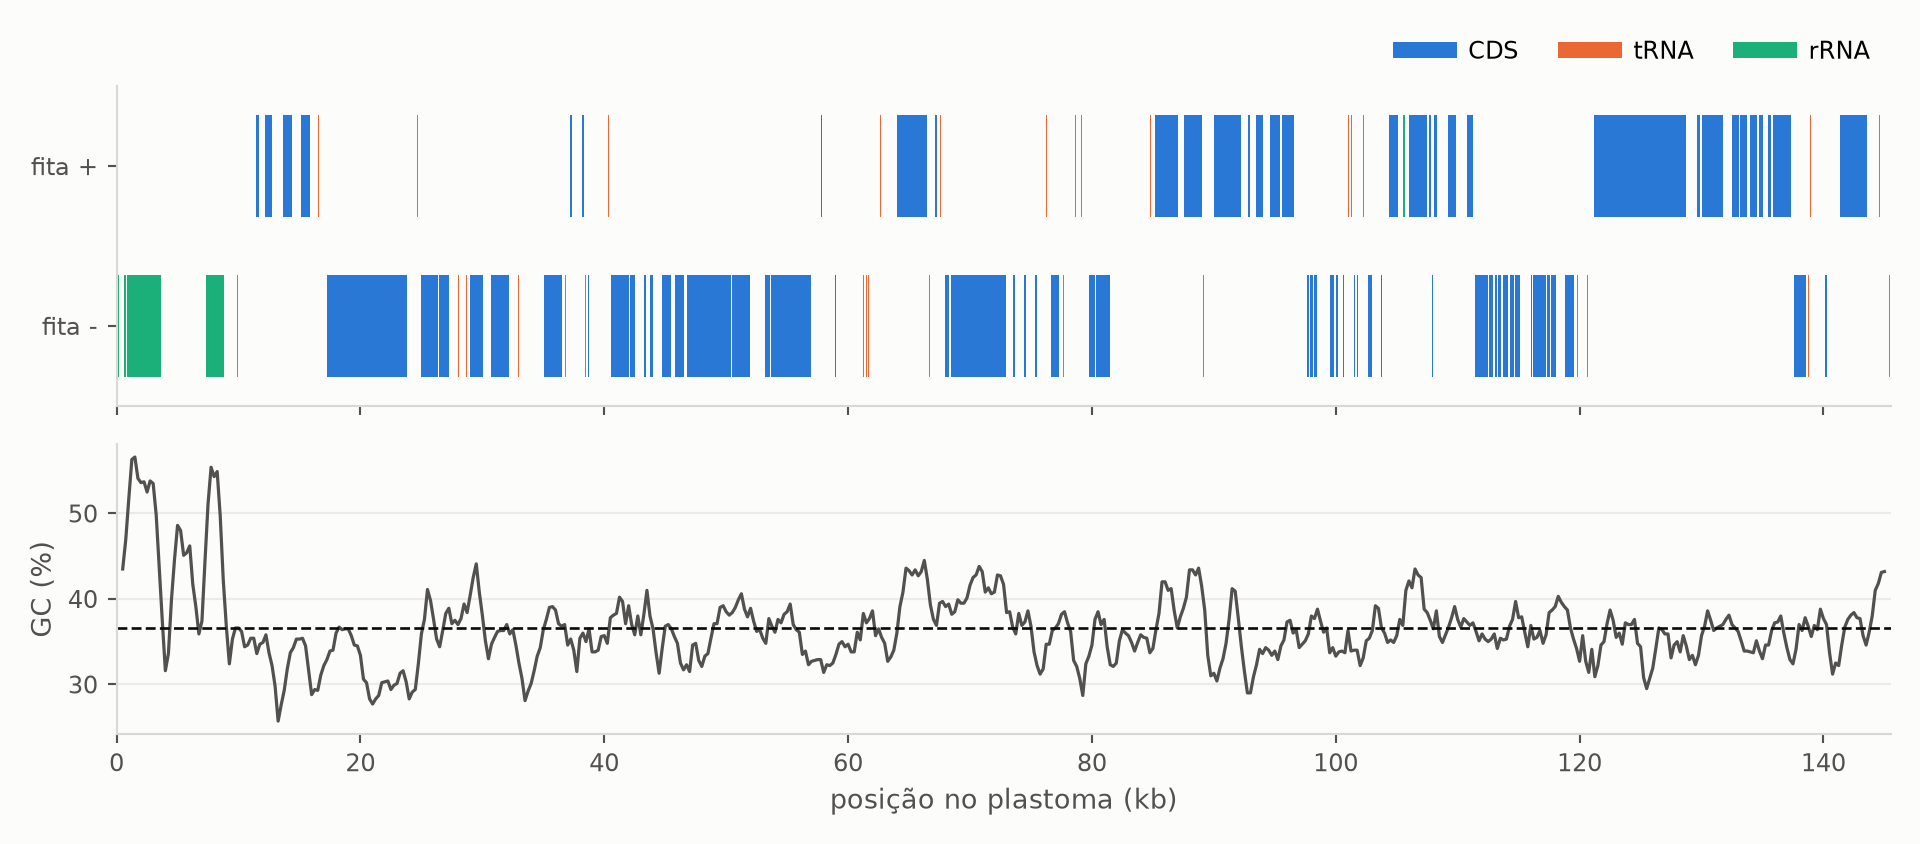 CDS tRNA rRNA
fita +
fita -
50
40
30
GC (%)
0 20 40 60 80 100 120 140
posição no plastoma (kb)